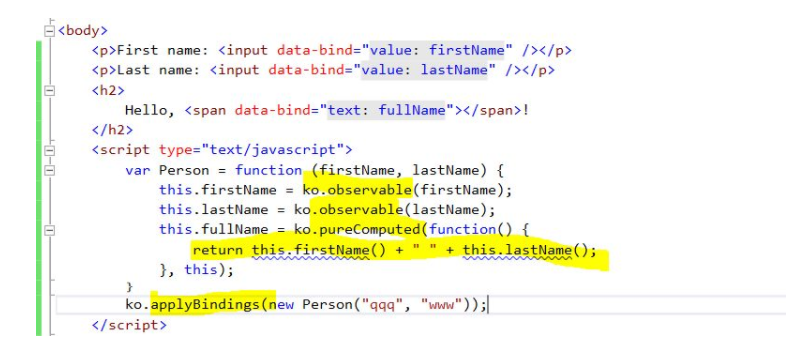 <body>
<p>First name: <input data-bind="value: firstName" /></p>
<p>Last name: <input data-bind="value: lastName" /></p>
<h2>
Hello, <span data-bind="text: fullName"></span>!
</h2>
<script type="text/javascript">
var Person = function (firstName, lastName) {
this.firstName = ko.observable(firstName);
this.lastName = ko.observable(lastName);
this.fullName = ko.pureComputed(function() {
return this.firstName() + " " + this.lastName();
}, this);
}
ko.applyBindings(new Person("qqq", "www"));
</script>